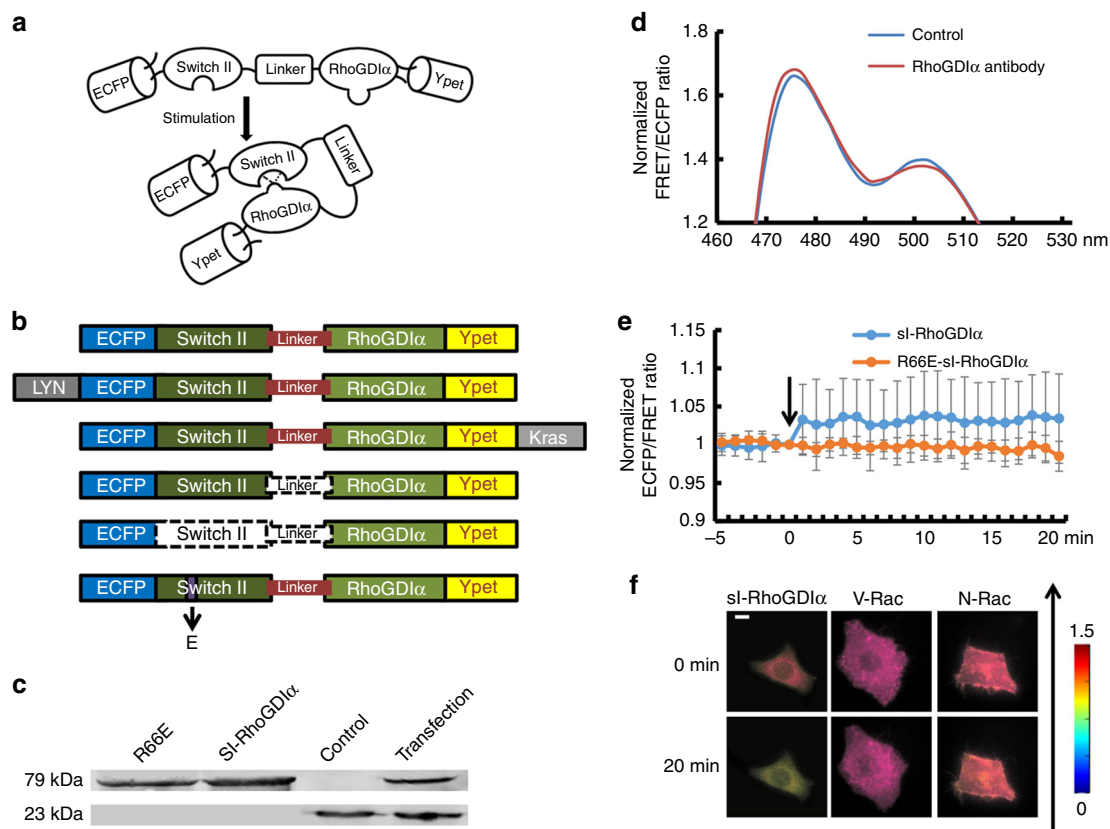 a
ECFP
Switch II
Linker
RhoGDIα
Ypet
Stimulation
ECFP
Switch II
Linker
RhoGDIα
Ypet
b
ECFP Switch II Linker RhoGDIα Ypet
LYN ECFP Switch II Linker RhoGDIα Ypet
ECFP Switch II Linker RhoGDIα Ypet Kras
ECFP Switch II Linker RhoGDIα Ypet
ECFP Switch II Linker RhoGDIα Ypet
ECFP Switch II Linker RhoGDIα Ypet
E
c
R66E SI-RhoGDIα Control Transfection
79 kDa
23 kDa
d
Control
RhoGDIα antibody
Normalized
FRET/ECFP ratio
1.8
1.6
1.4
1.2
460 470 480 490 500 510 520 530 nm
e
sI-RhoGDIα
R66E-sI-RhoGDIα
Normalized
ECFP/FRET ratio
1.15
1.1
1.05
1
0.95
0.9
−5 0 5 10 15 20 min
f
sI-RhoGDIα V-Rac N-Rac
0 min
20 min
1.5
0